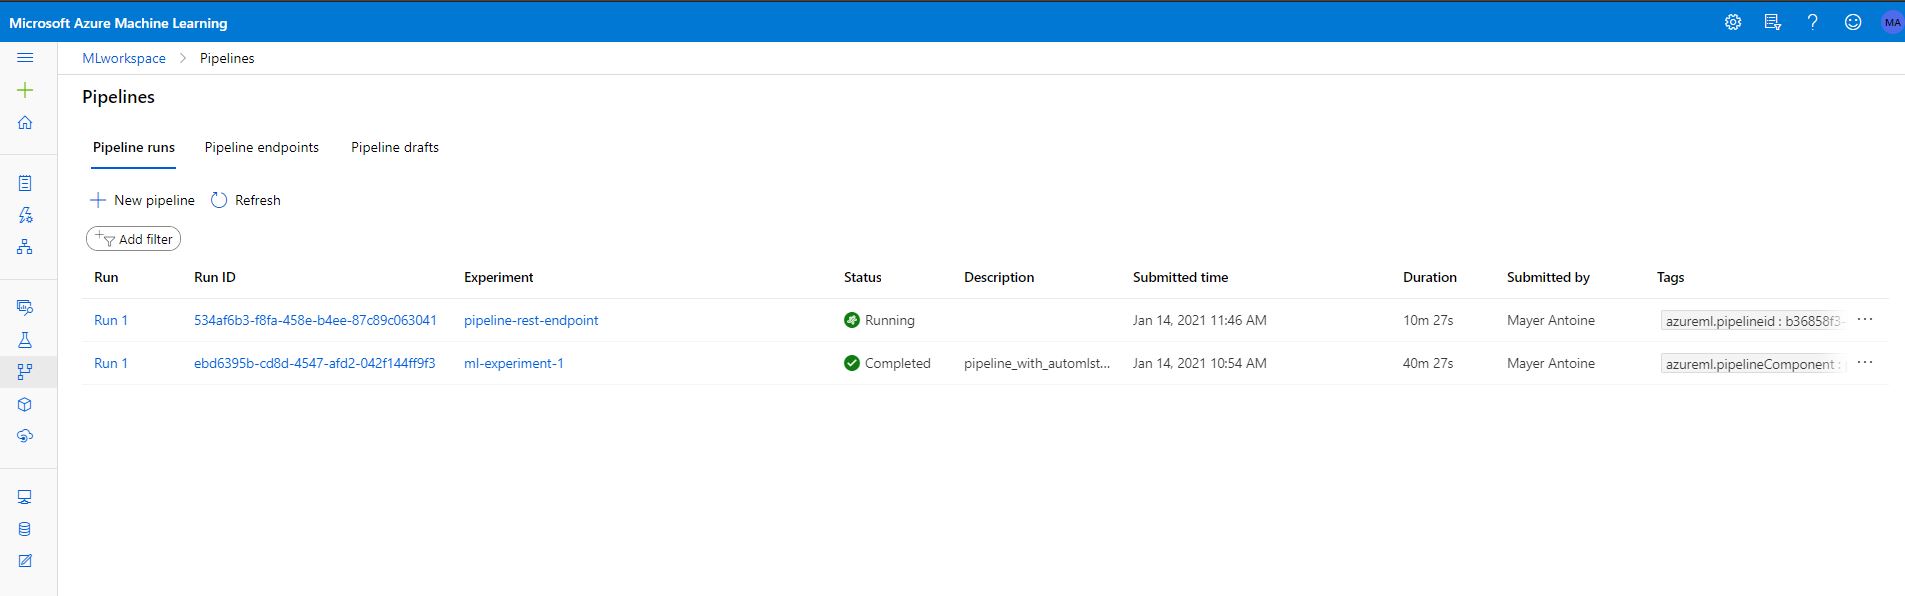 Microsoft Azure Machine Learning
MA
MLworkspace > Pipelines
Pipelines
Pipeline runs Pipeline endpoints Pipeline drafts
New pipeline Refresh
Add filter
Run Run ID Experiment Status Description Submitted time Duration Submitted by Tags
Run 1 534af6b3-f8fa-458e-b4ee-87c89c063041 pipeline-rest-endpoint Running Jan 14, 2021 11:46 AM 10m 27s Mayer Antoine azureml.pipelineid : b36858f3- ...
Run 1 ebd6395b-cd8d-4547-afd2-042f144ff9f3 ml-experiment-1 Completed pipeline_with_automlst... Jan 14, 2021 10:54 AM 40m 27s Mayer Antoine azureml.pipelineComponent : ...